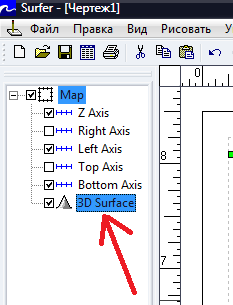 Surfer - [Чертеж1]
Файл Правка Вид Рисовать
Map
Z Axis
Right Axis
Left Axis
Top Axis
Bottom Axis
3D Surface
0
8
7